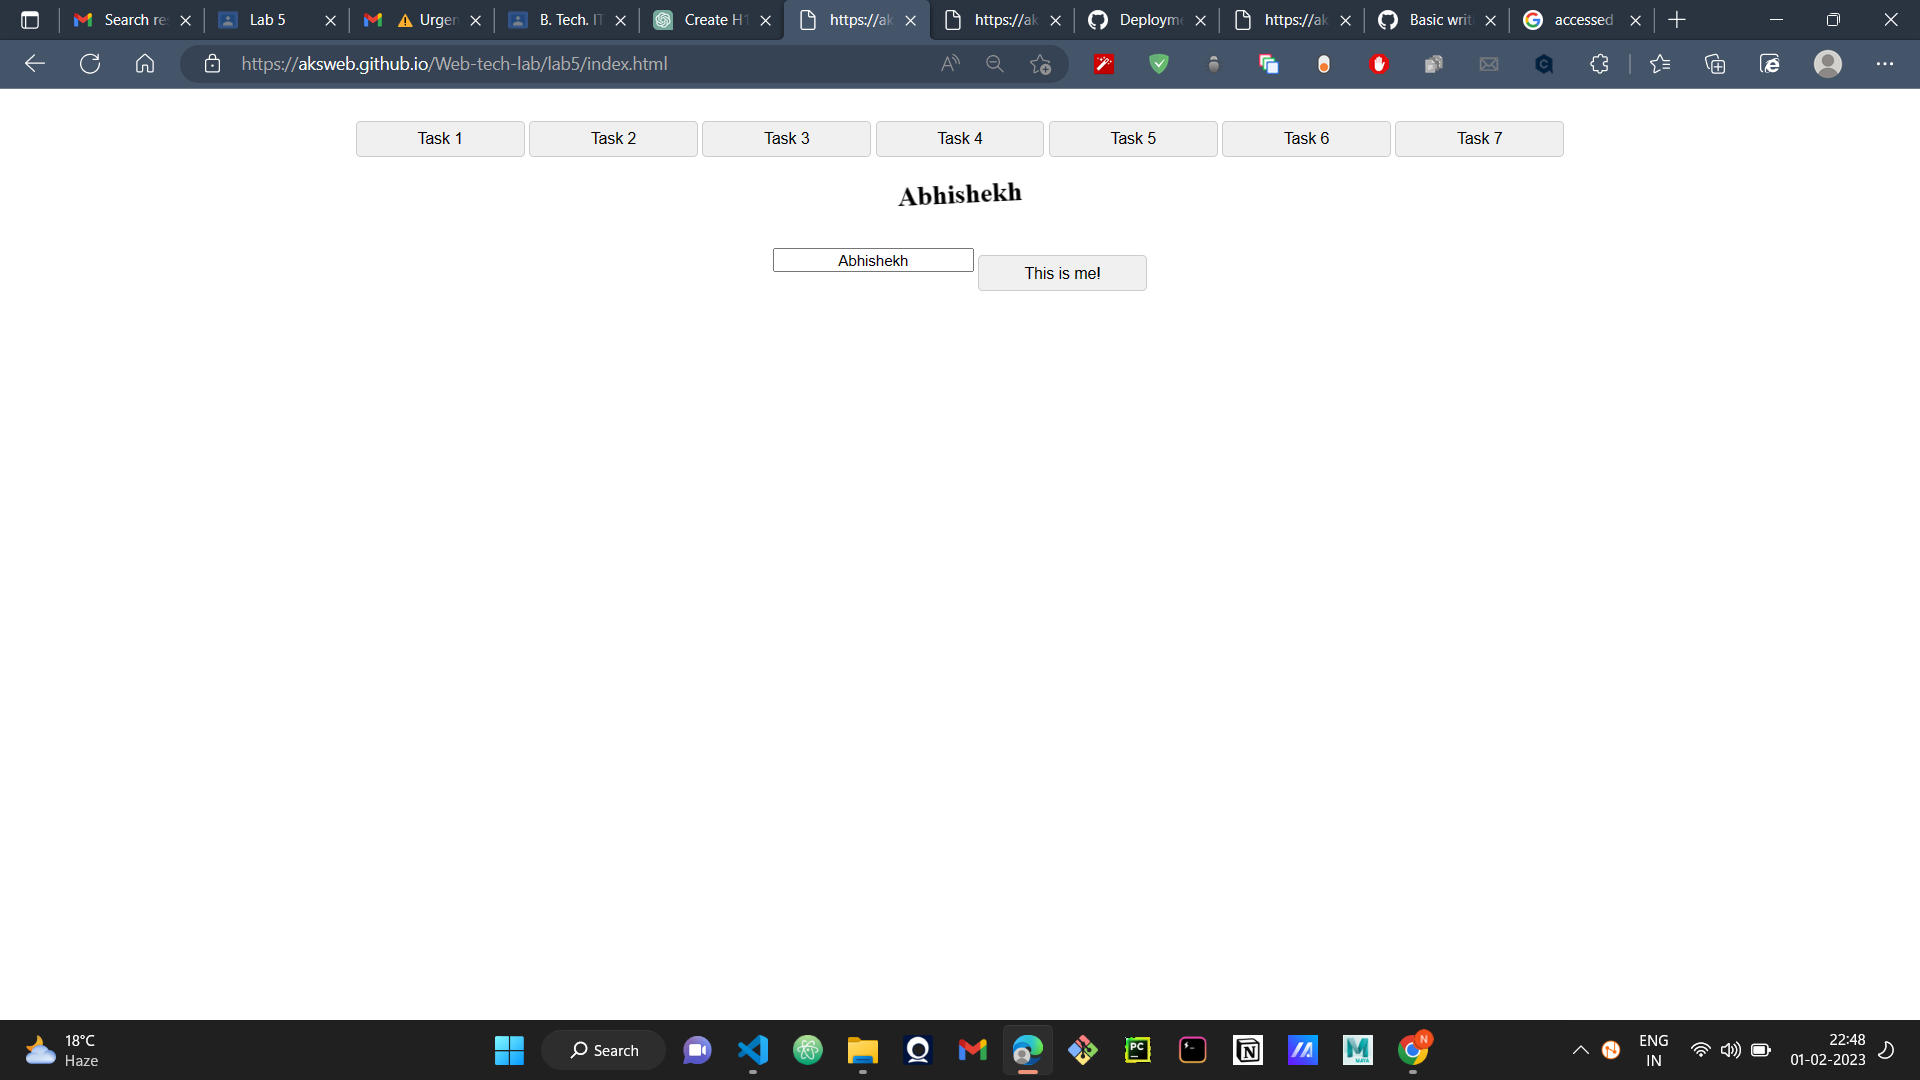 Search re
Lab 5
Urgen
B. Tech. IT
Create H1
https://ak
https://ak
Deployme
https://ak
Basic writ
accessed
https://aksweb.github.io/Web-tech-lab/lab5/index.html
Task 1
Task 2
Task 3
Task 4
Task 5
Task 6
Task 7
Abhishekh
Abhishekh
This is me!
18°C
Haze
Search
PC
MAYA
N
ENG
IN
22:48
01-02-2023